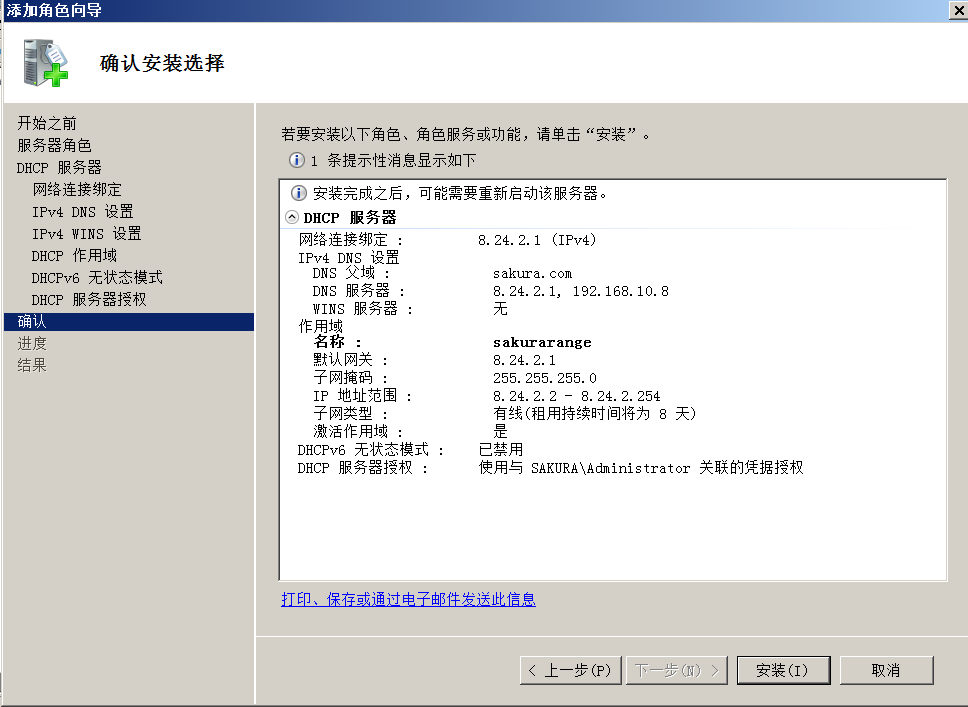 添加角色向导
确认安装选择
开始之前
服务器角色
DHCP 服务器
网络连接绑定
IPv4 DNS 设置
IPv4 WINS 设置
DHCP 作用域
DHCPv6 无状态模式
DHCP 服务器授权
确认
进度
结果
若要安装以下角色、角色服务或功能，请单击“安装”。
1 条提示性消息显示如下
安装完成之后，可能需要重新启动该服务器。
DHCP 服务器
网络连接绑定 : 8.24.2.1 (IPv4)
IPv4 DNS 设置
DNS 父域 : sakura.com
DNS 服务器 : 8.24.2.1, 192.168.10.8
WINS 服务器 : 无
作用域
名称 : sakurarange
默认网关 : 8.24.2.1
子网掩码 : 255.255.255.0
IP 地址范围 : 8.24.2.2 - 8.24.2.254
子网类型 : 有线(租用持续时间将为 8 天)
激活作用域 : 是
DHCPv6 无状态模式 : 已禁用
DHCP 服务器授权 : 使用与 SAKURA\Administrator 关联的凭据授权
打印、保存或通过电子邮件发送此信息
< 上一步(P) 下一步(N) > 安装(I) 取消